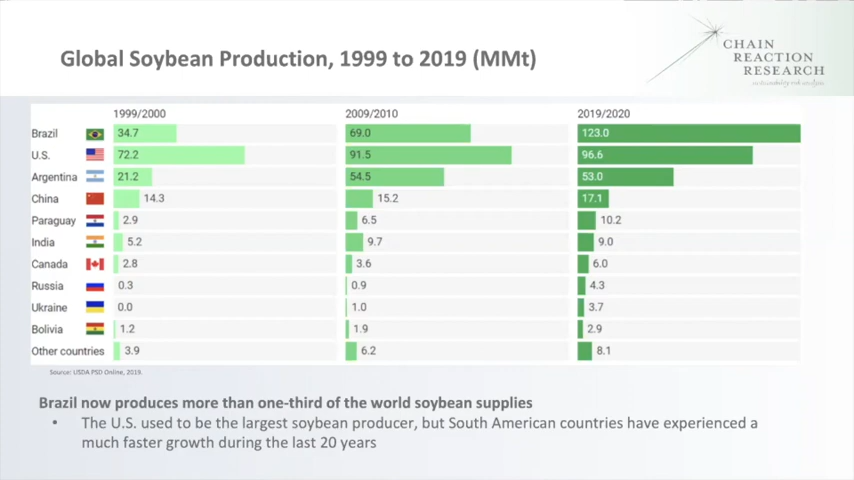 Global Soybean Production, 1999 to 2019 (MMt)
CHAIN
REACTION
RESEARCH
sustainability risk analysis
1999/2000 2009/2010 2019/2020
Brazil 34.7 69.0 123.0
U.S. 72.2 91.5 96.6
Argentina 21.2 54.5 53.0
China 14.3 15.2 17.1
Paraguay 2.9 6.5 10.2
India 5.2 9.7 9.0
Canada 2.8 3.6 6.0
Russia 0.3 0.9 4.3
Ukraine 0.0 1.0 3.7
Bolivia 1.2 1.9 2.9
Other countries 3.9 6.2 8.1
Source: USDA PSD Online, 2019.
Brazil now produces more than one-third of the world soybean supplies
• The U.S. used to be the largest soybean producer, but South American countries have experienced a
much faster growth during the last 20 years